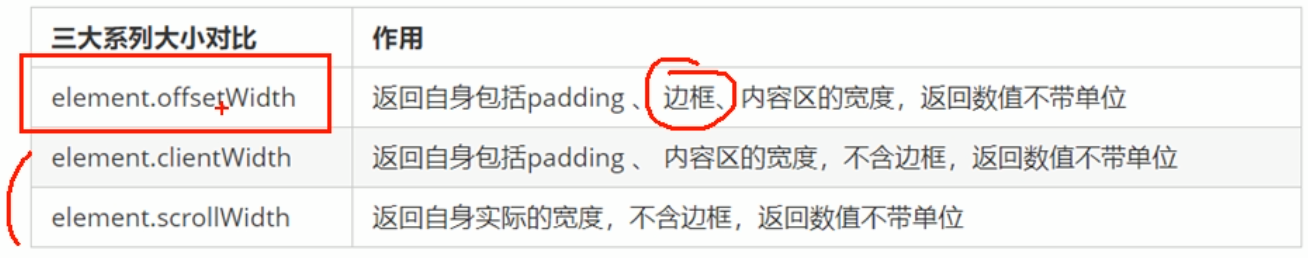 三大系列大小对比 作用
element.offsetWidth 返回自身包括padding 、 边框、内容区的宽度，返回数值不带单位
element.clientWidth 返回自身包括padding 、 内容区的宽度，不含边框，返回数值不带单位
element.scrollWidth 返回自身实际的宽度，不含边框，返回数值不带单位